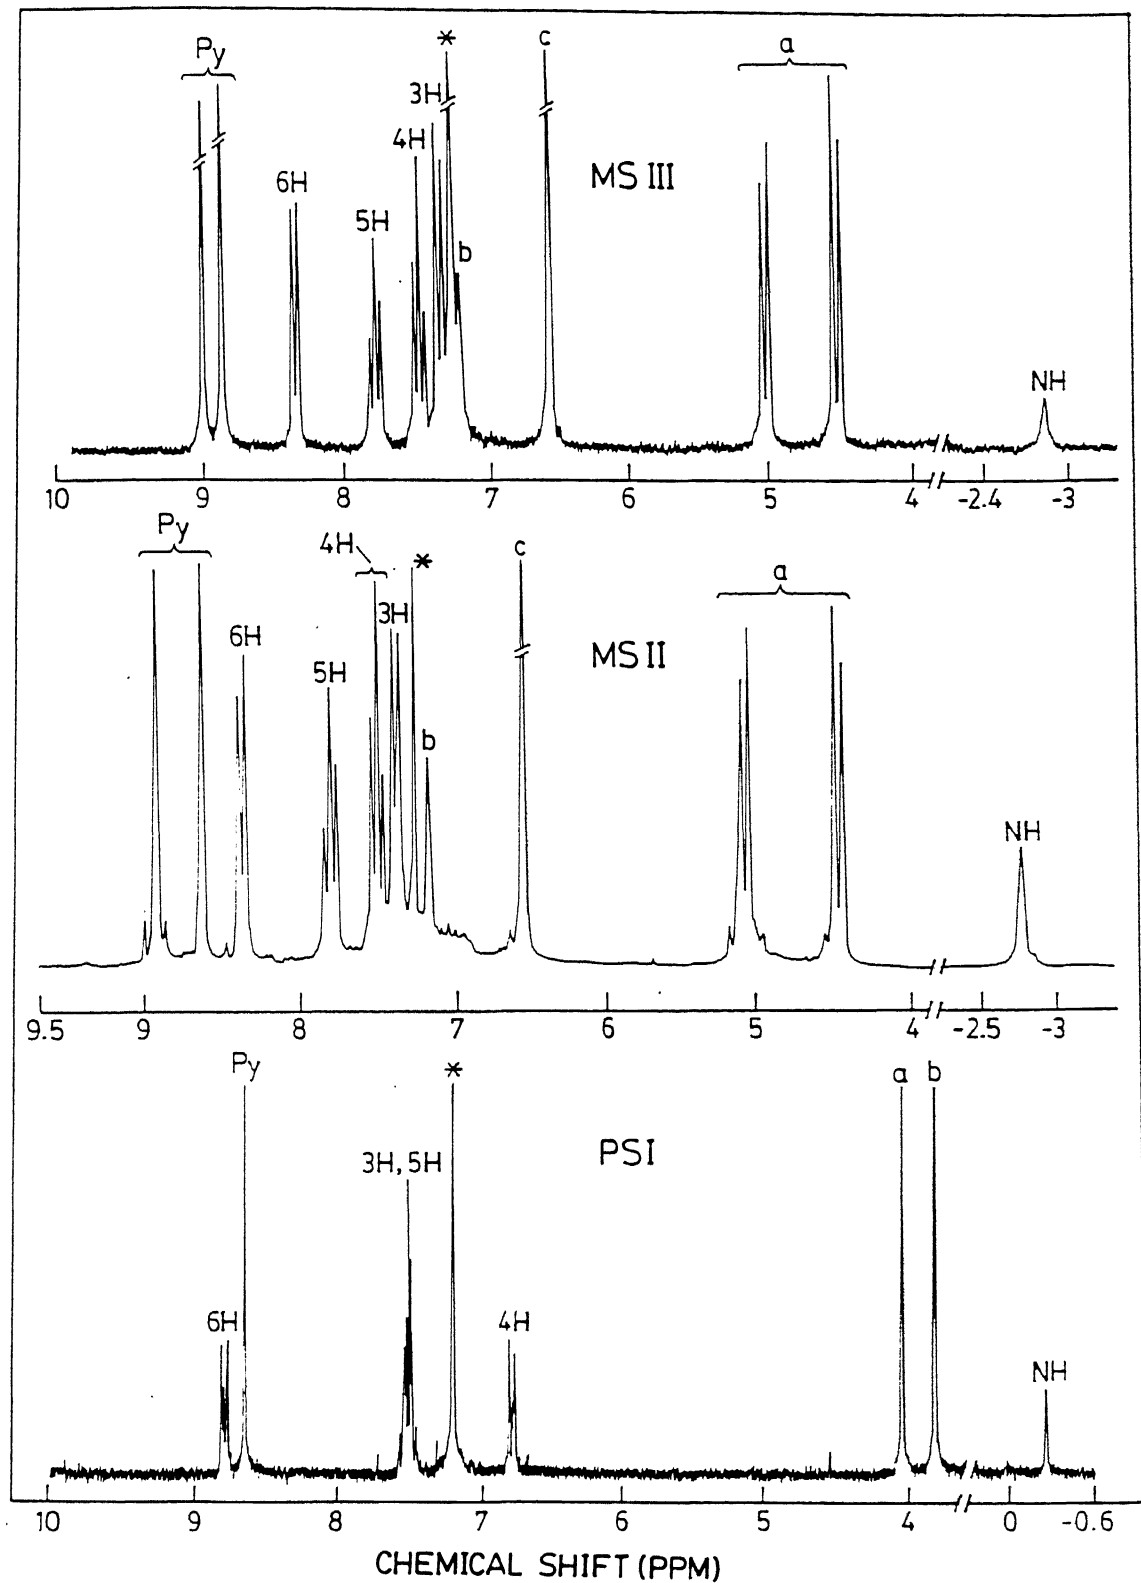 Py
*
c
a
3H
4H
MS III
6H
5H
b
NH
10 9 8 7 6 5 4 -2.4 -3
Py
4H
*
c
a
3H
6H
MS II
5H
b
NH
9.5 9 8 7 6 5 4 -2.5 -3
Py
*
a b
PSI
3H, 5H
6H
4H
NH
10 9 8 7 6 5 4 0 -0.6
CHEMICAL SHIFT (PPM)